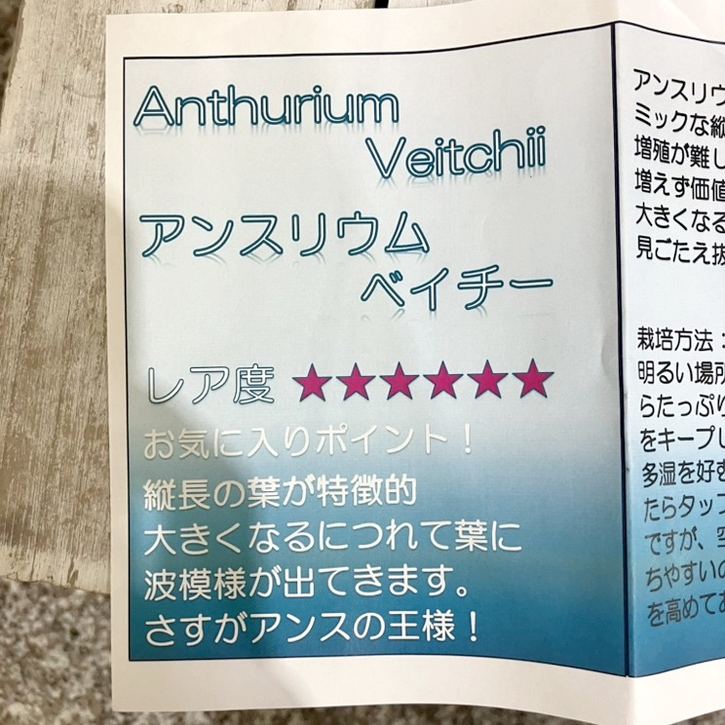 Anthurium
Veitchii
アンスリウム
ベイチー
レア度 ★★★★★★
お気に入りポイント！
縦長の葉が特徴的
大きくなるにつれて葉に
波模様が出てきます。
さすがアンスの王様！
アンスリウ
ミックな縦
増殖が難し
増えず価値
大きくなる
見ごたえ抜
栽培方法：
明るい場所
らたっぷり
をキープし
多湿を好む
たらタップ
ですが、空
ちやすいの
を高めてお